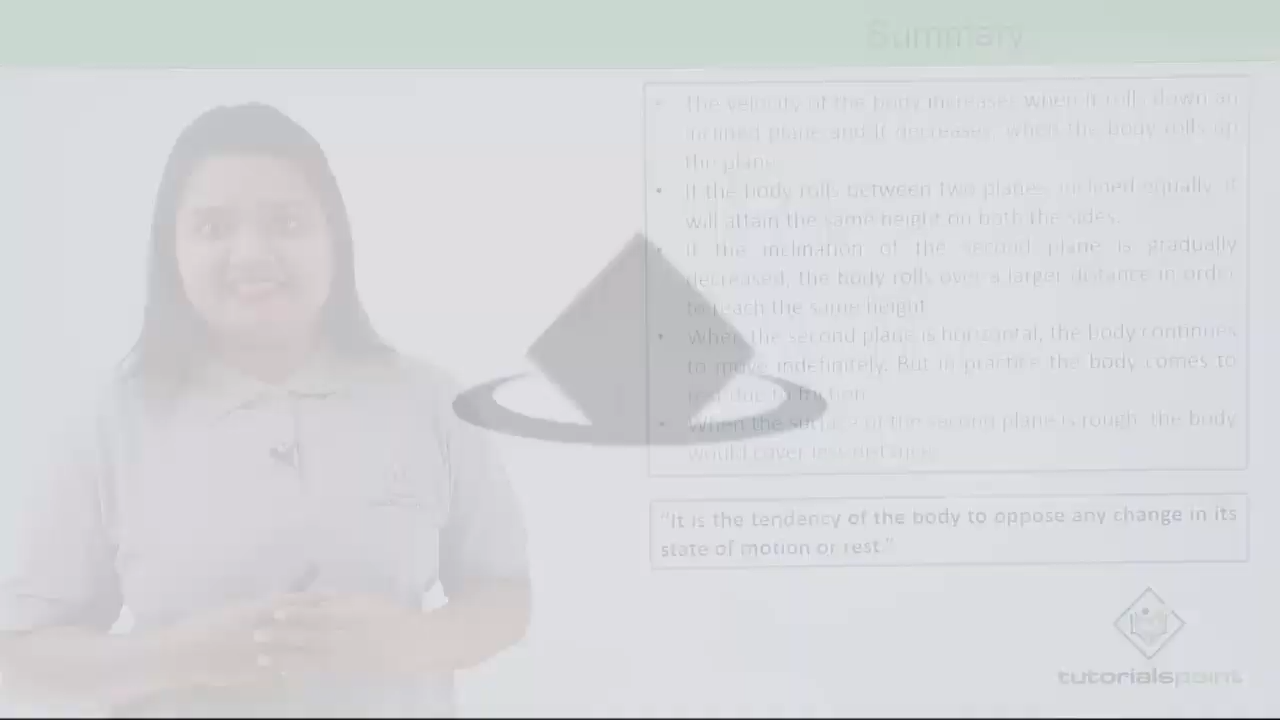 Summary
• The velocity of the body increases when it rolls down an
inclined plane and it decreases, when the body rolls up
the plane.
• If the body rolls between two planes inclined equally, it
will attain the same height on both the sides.
• If the inclination of the second plane is gradually
decreased, the body rolls over a larger distance in order
to reach the same height
• When the second plane is horizontal, the body continues
to move indefinitely. But in practice the body comes to
rest due to friction
• When the surface of the second plane is rough, the body
would cover less distance.
"It is the tendency of the body to oppose any change in its
state of motion or rest."
tutorialspoint